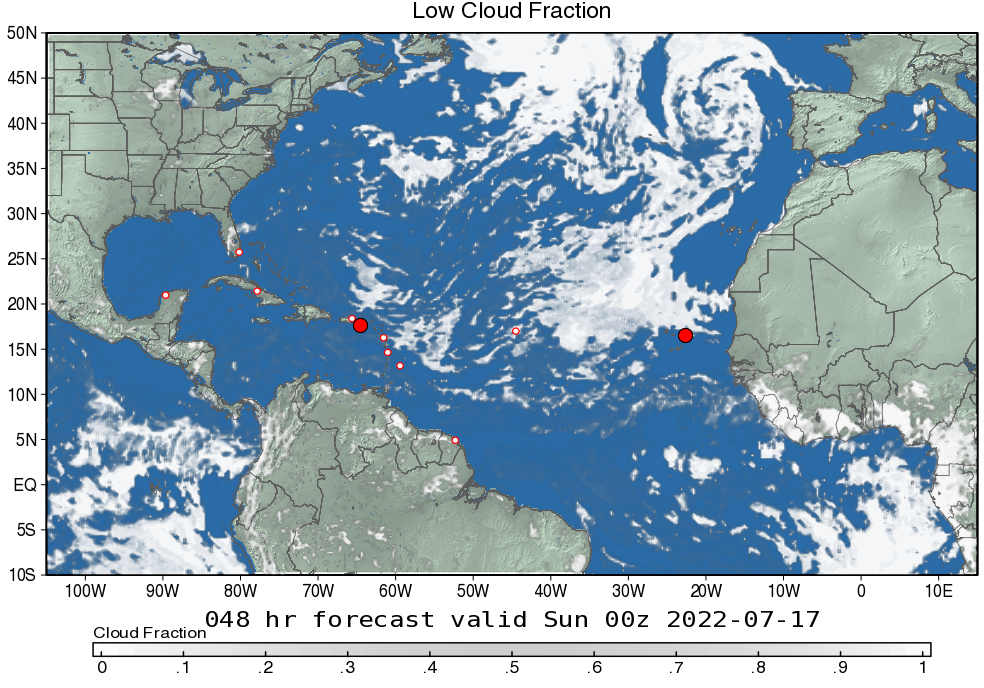 Low Cloud Fraction
50N
45N
40N
35N
30N
25N
20N
15N
10N
5N
EQ
5S
10S
100W 90W 80W 70W 60W 50W 40W 30W 20W 10W 0 10E
048 hr forecast valid Sun 00z 2022-07-17
Cloud Fraction
0 .1 .2 .3 .4 .5 .6 .7 .8 .9 1